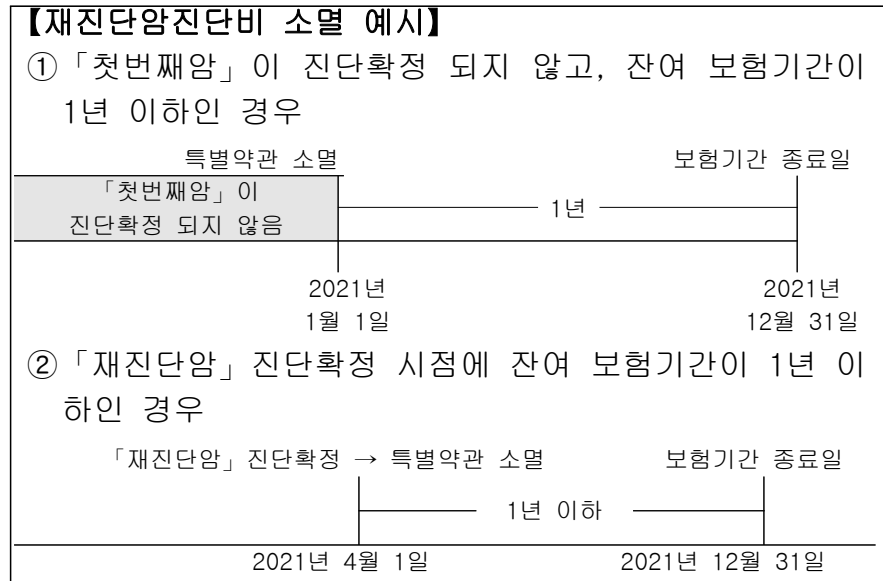 【재진단암진단비 소멸 예시】
①「첫번째암」이 진단확정 되지 않고, 잔여 보험기간이
1년 이하인 경우
특별약관 소멸 보험기간 종료일
「첫번째암」이
1년
진단확정 되지 않음
2021년 2021년
1월 1일 12월 31일
②「재진단암」진단확정 시점에 잔여 보험기간이 1년 이
하인 경우
「재진단암」진단확정 → 특별약관 소멸 보험기간 종료일
1년 이하
2021년 4월 1일 2021년 12월 31일